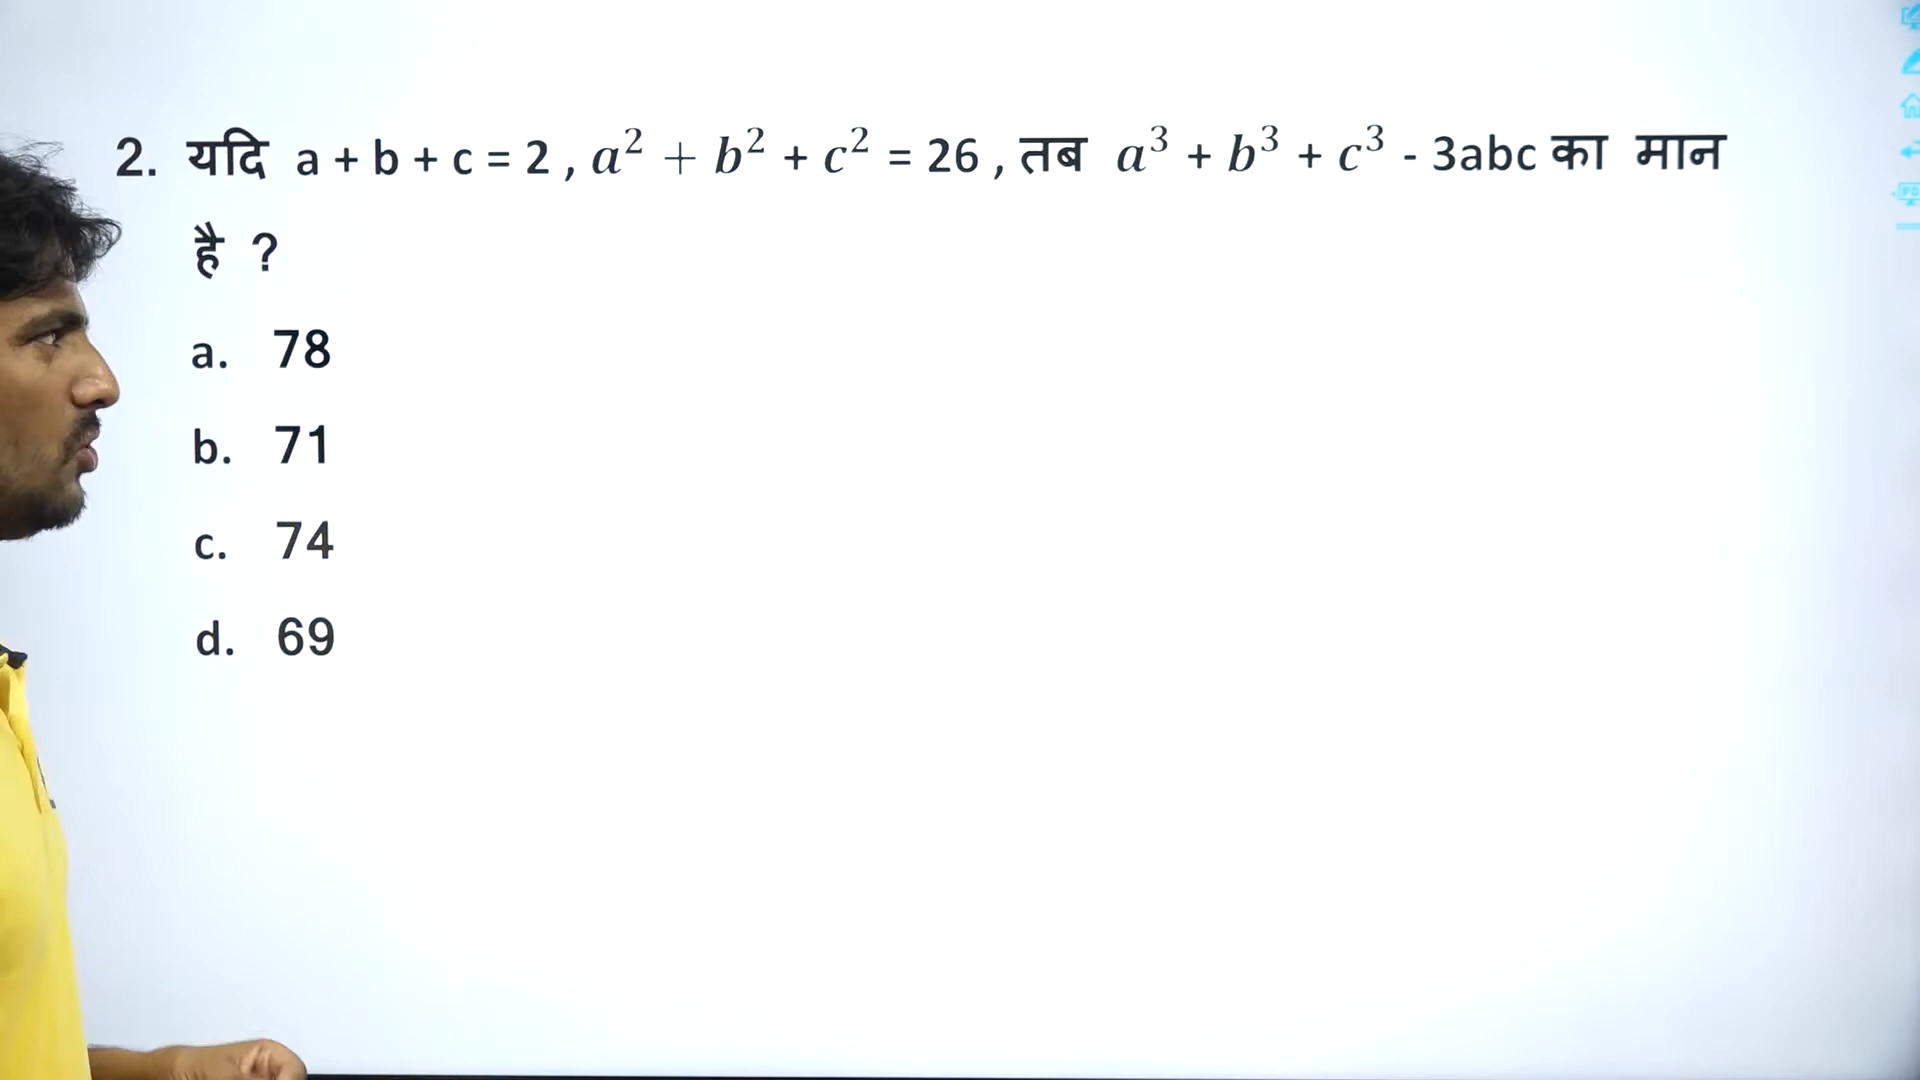 2. यदि a + b + c = 2 , a² + b² + c² = 26 , तब a³ + b³ + c³ - 3abc का मान
है ?
a. 78
b. 71
c. 74
d. 69